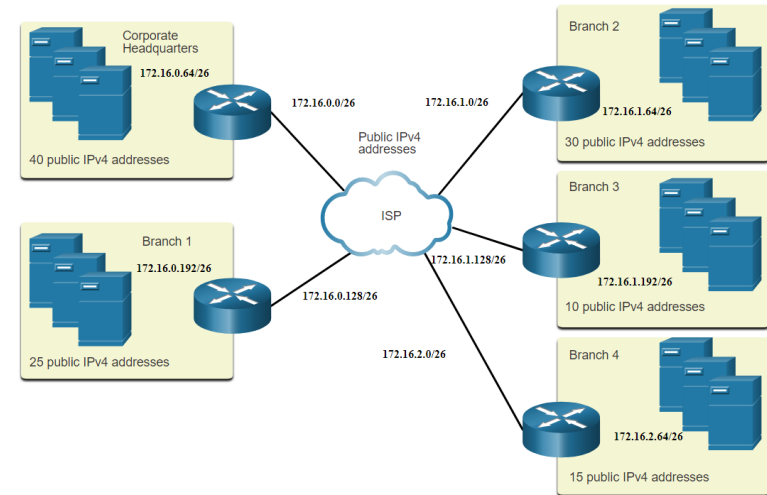 Corporate
Headquarters
172.16.0.64/26
40 public IPv4 addresses
172.16.0.0/26
Branch 1
172.16.0.192/26
25 public IPv4 addresses
172.16.0.128/26
Public IPv4
addresses
ISP
172.16.1.0/26
Branch 2
172.16.1.64/26
30 public IPv4 addresses
172.16.1.128/26
Branch 3
172.16.1.192/26
10 public IPv4 addresses
172.16.2.0/26
Branch 4
172.16.2.64/26
15 public IPv4 addresses